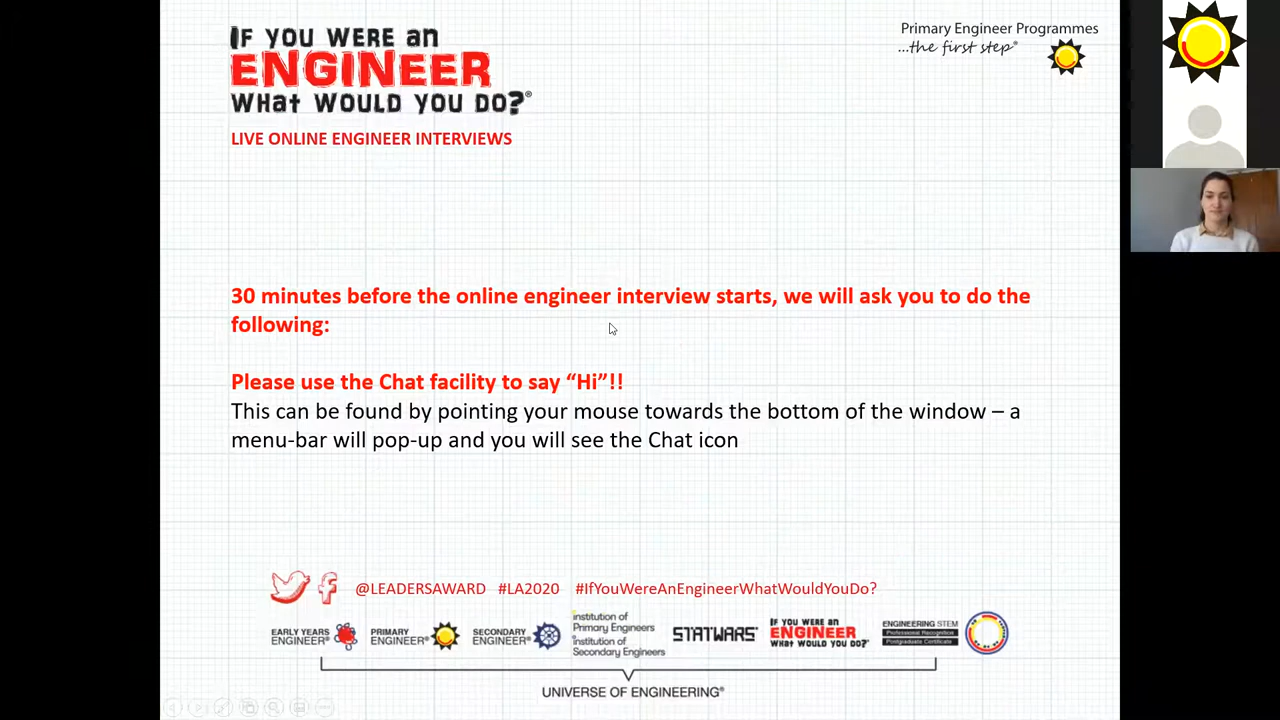 IF YOU WERE an
ENGINEER
WHat WOULD YOU DO?®
LIVE ONLINE ENGINEER INTERVIEWS
Primary Engineer Programmes
...the first step®
30 minutes before the online engineer interview starts, we will ask you to do the
following:
Please use the Chat facility to say “Hi”!!
This can be found by pointing your mouse towards the bottom of the window – a
menu-bar will pop-up and you will see the Chat icon
@LEADERSAWARD #LA2020 #IfYouWereAnEngineerWhatWouldYouDo?
EARLY YEARS
ENGINEER®
PRIMARY
ENGINEER®
SECONDARY
ENGINEER®
institution of
Primary Engineers
institution of
Secondary Engineers
STATWARS®
IF YOU WERE an
ENGINEER
WHat WOULD YOU DO?®
ENGINEERING STEM
Professional Recognition
Postgraduate Certificate
UNIVERSE OF ENGINEERING®